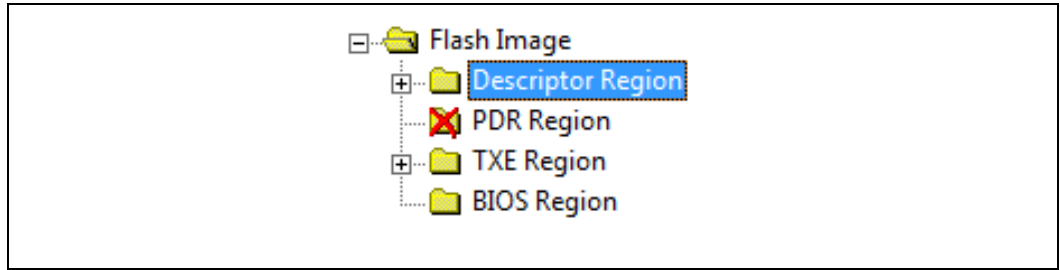 Flash Image
Descriptor Region
PDR Region
TXE Region
BIOS Region